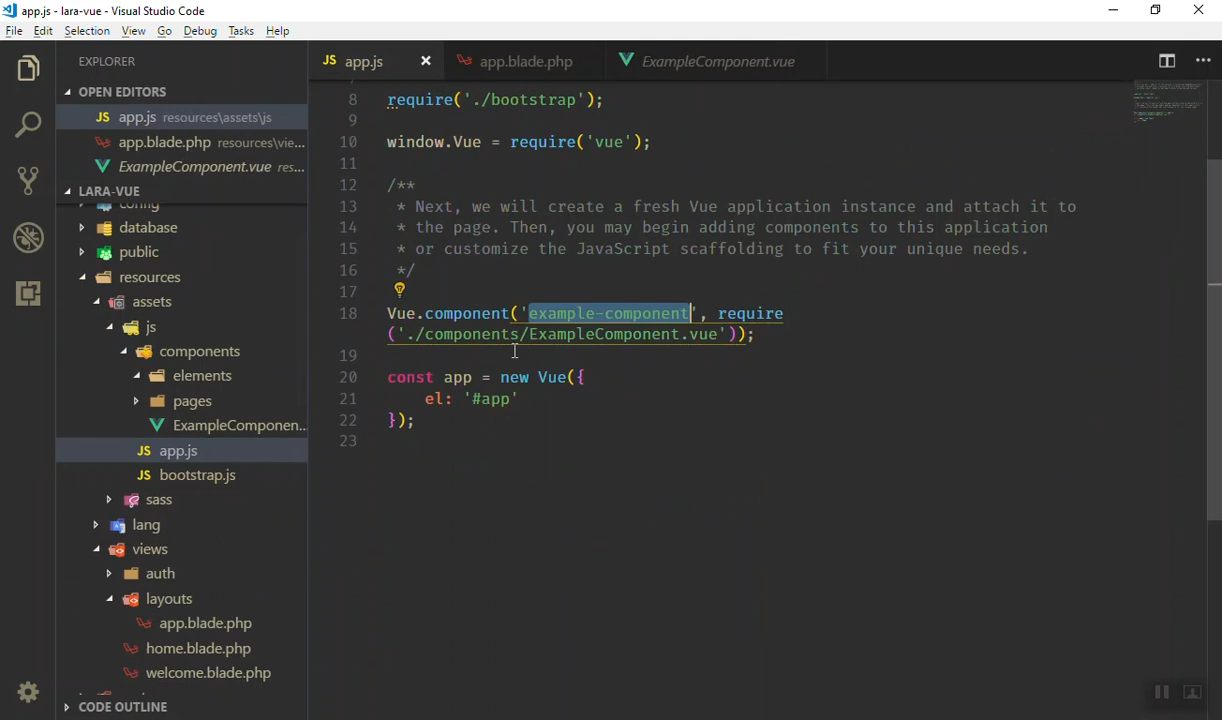 app.js - lara-vue - Visual Studio Code
File Edit Selection View Go Debug Tasks Help
EXPLORER
OPEN EDITORS
JS app.js resources\assets\js
app.blade.php resources\vie...
ExampleComponent.vue res...
LARA-VUE
config
database
public
resources
assets
js
components
elements
pages
ExampleComponen...
JS app.js
JS bootstrap.js
sass
lang
views
auth
layouts
app.blade.php
home.blade.php
welcome.blade.php
CODE OUTLINE
JS app.js
app.blade.php
ExampleComponent.vue
8 require('./bootstrap');
9
10 window.Vue = require('vue');
11
12 /**
13 * Next, we will create a fresh Vue application instance and attach it to
14 * the page. Then, you may begin adding components to this application
15 * or customize the JavaScript scaffolding to fit your unique needs.
16 */
17
18 Vue.component('example-component', require
('./components/ExampleComponent.vue'));
19
20 const app = new Vue({
21 el: '#app'
22 });
23